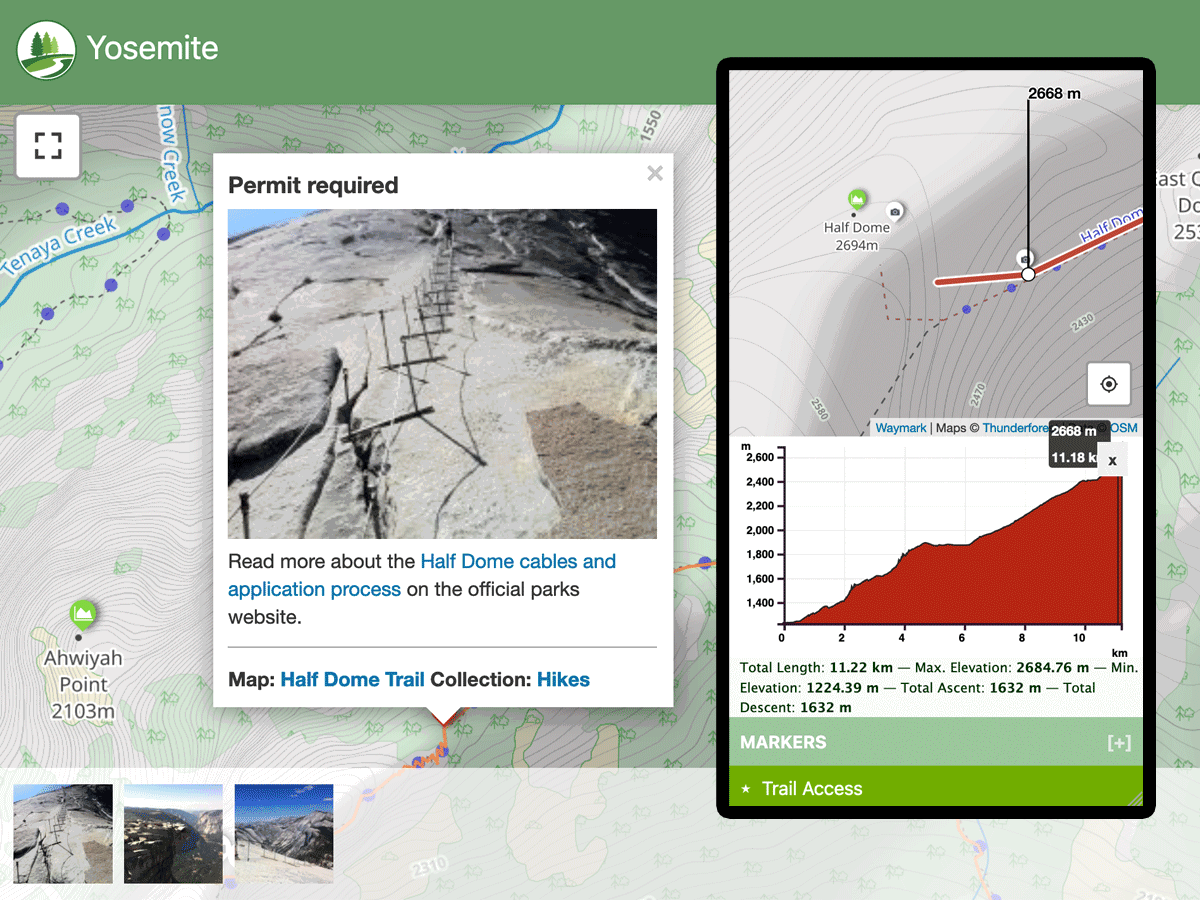 Yosemite
now Creek
Tenaya Creek
1550
Permit required
×
Read more about the Half Dome cables and
application process on the official parks
website.
Map: Half Dome Trail Collection: Hikes
Ahwiyah
Point
2103m
2310
2668 m
Half Dome
2694m
Half Dom
2430
2470
2580
Waymark | Maps © Thunderfore
OSM
2668 m
11.18 k
x
m
2,600
2,400
2,200
2,000
1,800
1,600
1,400
0 2 4 6 8 10
km
Total Length: 11.22 km — Max. Elevation: 2684.76 m — Min.
Elevation: 1224.39 m — Total Ascent: 1632 m — Total
Descent: 1632 m
MARKERS [+]
★ Trail Access
ast
Do
253